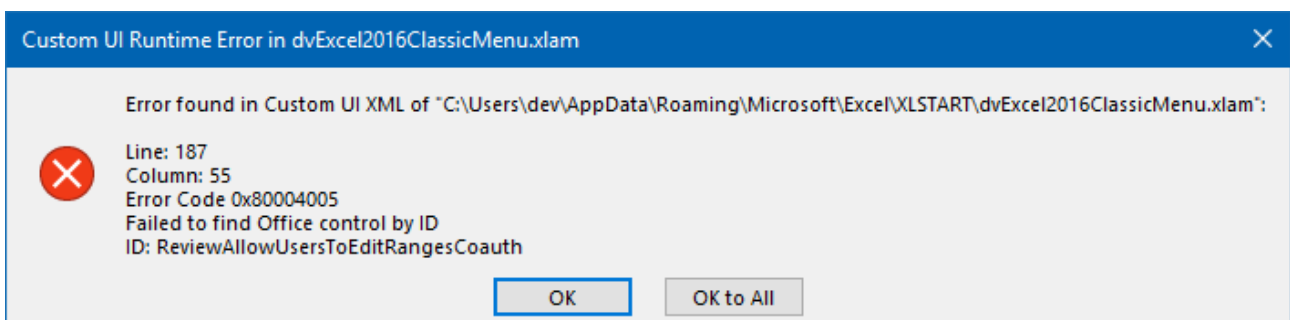 Custom UI Runtime Error in dvExcel2016ClassicMenu.xlam
Error found in Custom UI XML of "C:\Users\dev\AppData\Roaming\Microsoft\Excel\XLSTART\dvExcel2016ClassicMenu.xlam":
Line: 187
Column: 55
Error Code 0x80004005
Failed to find Office control by ID
ID: ReviewAllowUsersToEditRangesCoauth
OK
OK to All